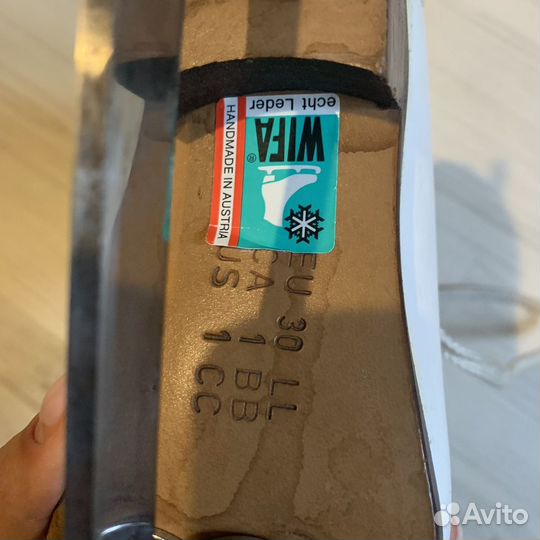 echt Leder
WIFA®
HANDMADE IN AUSTRIA
EU 30 LL
CA 1 BB
US 1 CC
Avito